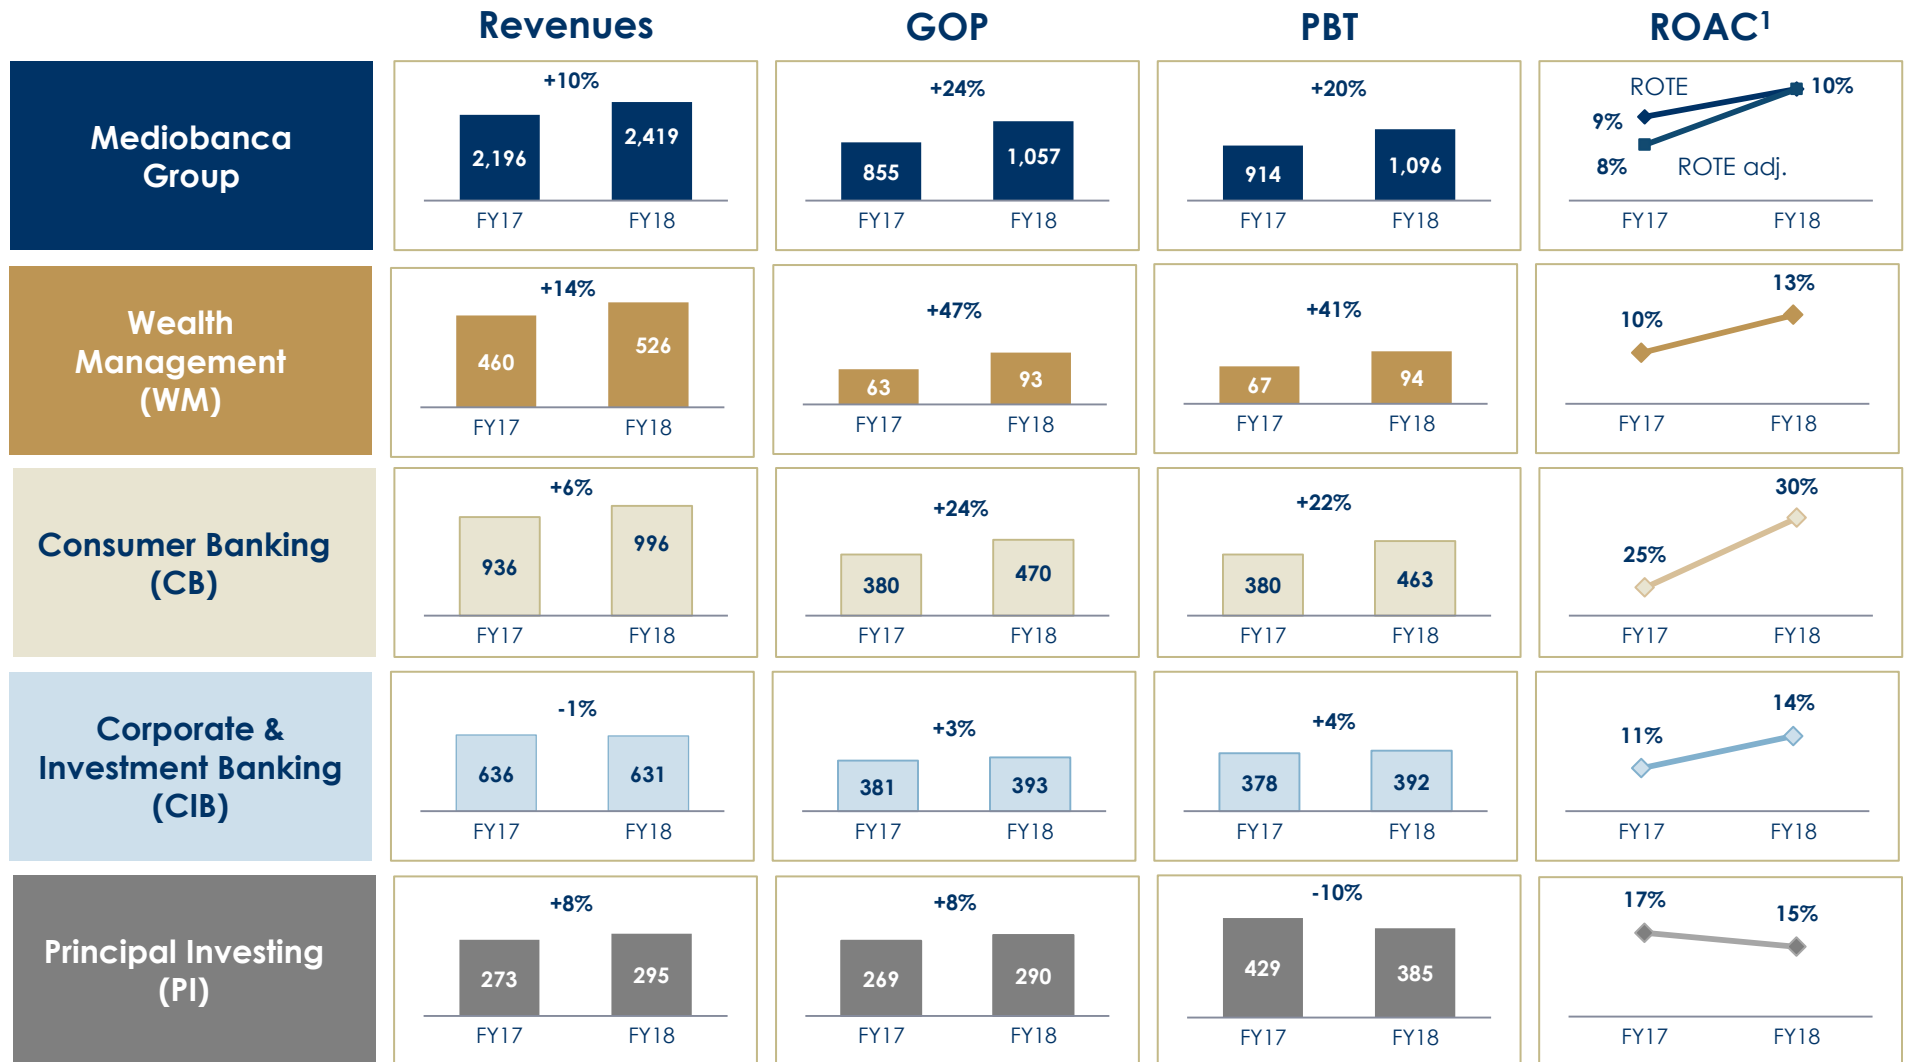 Revenues
GOP
PBT
ROAC¹
Mediobanca
Group
+10%
2,196
2,419
FY17
FY18
+24%
855
1,057
FY17
FY18
+20%
914
1,096
FY17
FY18
ROTE
10%
9%
8%
ROTE adj.
FY17
FY18
Wealth
Management
(WM)
+14%
460
526
FY17
FY18
+47%
63
93
FY17
FY18
+41%
67
94
FY17
FY18
13%
10%
FY17
FY18
Consumer Banking
(CB)
+6%
936
996
FY17
FY18
+24%
380
470
FY17
FY18
+22%
380
463
FY17
FY18
30%
25%
FY17
FY18
Corporate &
Investment Banking
(CIB)
-1%
636
631
FY17
FY18
+3%
381
393
FY17
FY18
+4%
378
392
FY17
FY18
14%
11%
FY17
FY18
Principal Investing
(PI)
+8%
273
295
FY17
FY18
+8%
269
290
FY17
FY18
-10%
429
385
FY17
FY18
17%
15%
FY17
FY18